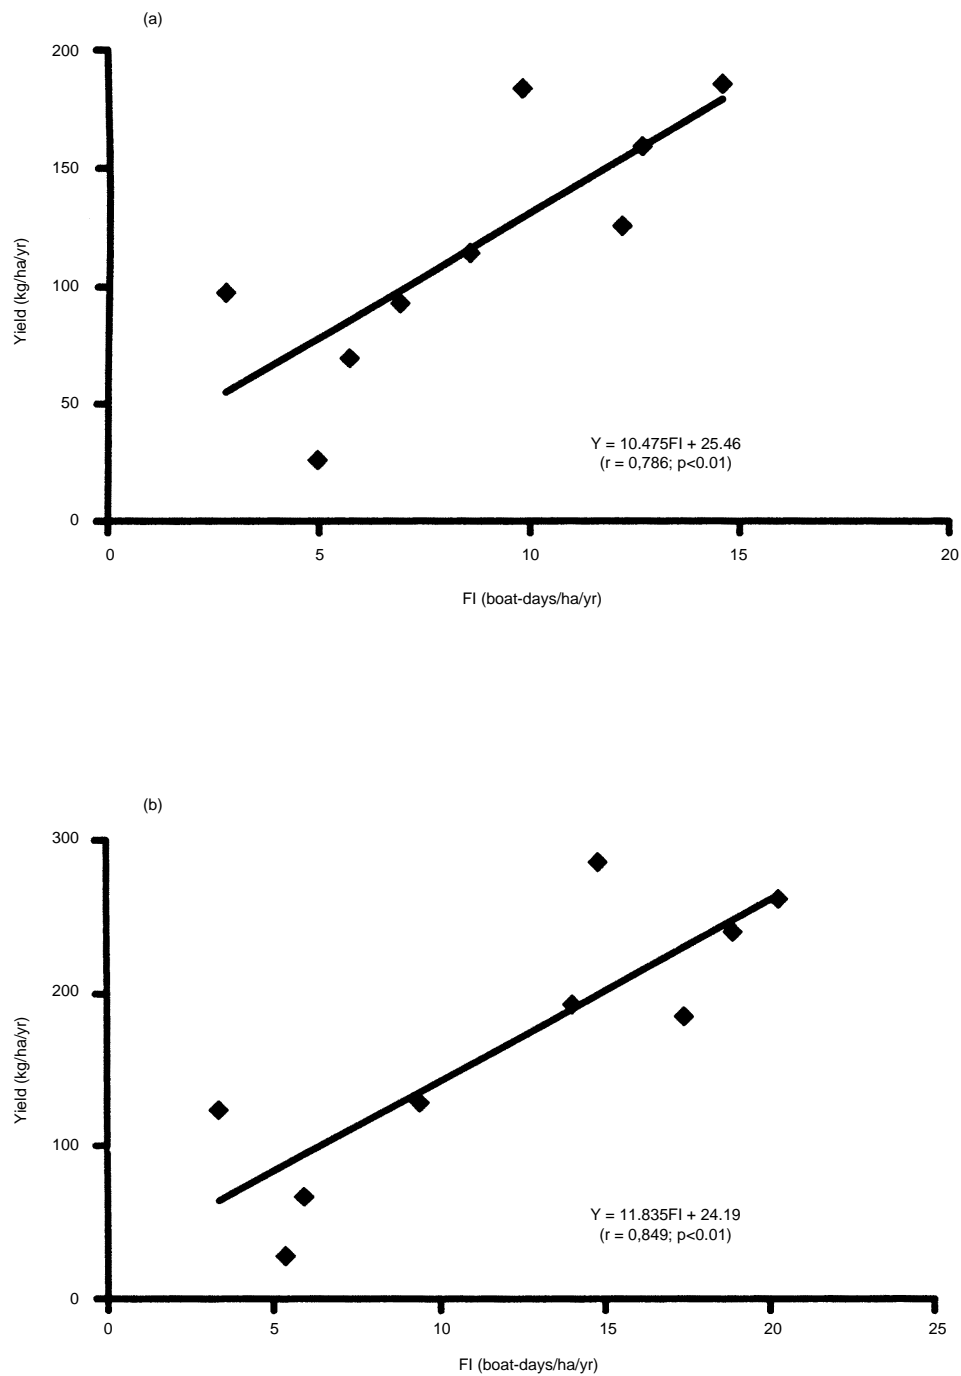 (a)
200
150
100
50
0
Yield (kg/ha/yr)
Y = 10.475FI + 25.46
(r = 0,786; p<0.01)
0 5 10 15 20
FI (boat-days/ha/yr)
(b)
300
200
100
0
Yield (kg/ha/yr)
Y = 11.835FI + 24.19
(r = 0,849; p<0.01)
0 5 10 15 20 25
FI (boat-days/ha/yr)